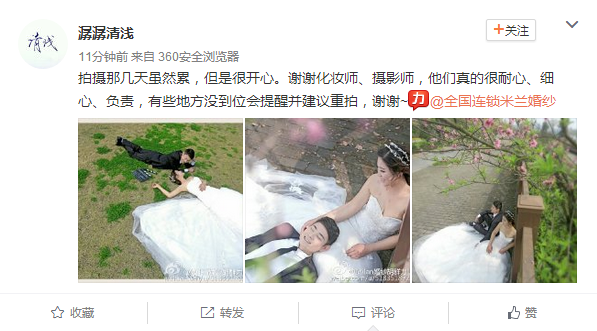 清浅
潺潺清浅
+关注
11分钟前 来自 360安全浏览器
拍摄那几天虽然累，但是很开心。谢谢化妆师、摄影师，他们真的很耐心、细
心、负责，有些地方没到位会提醒并建议重拍，谢谢~力@全国连锁米兰婚纱
收藏
转发
评论
赞